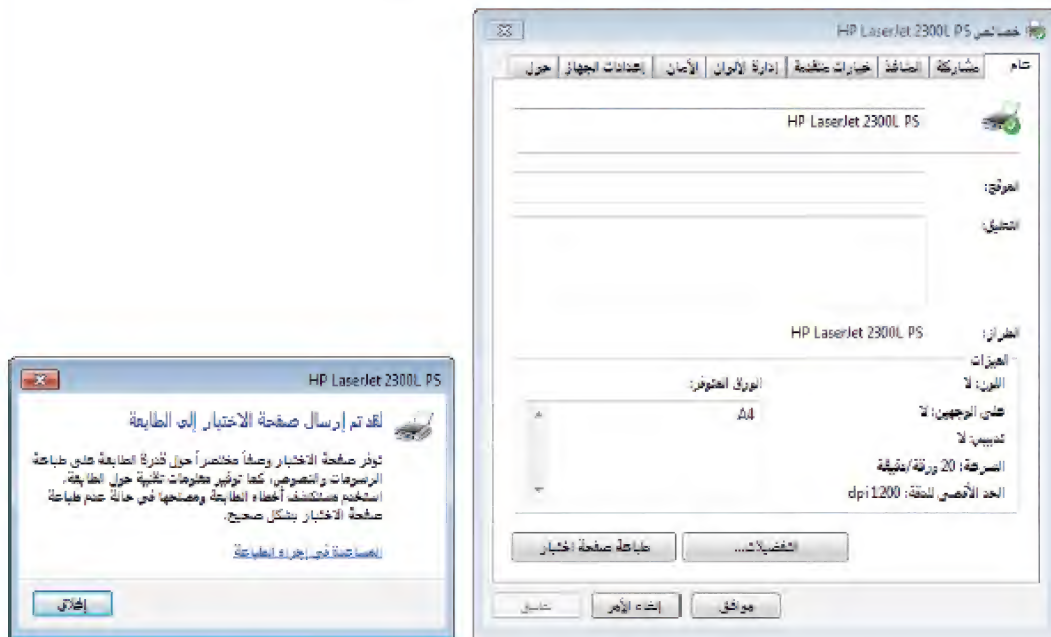 خصائص HP LaserJet 2300L PS
عام مشاركة المنافذ خيارات متقدمة إدارة الألوان الأمان إعدادات الجهاز حول
HP LaserJet 2300L PS
الموقع:
التعليق:
الطراز: HP LaserJet 2300L PS
الميزات
اللون: لا
الورق المتوفر:
على الوجهين: لا
A4
تدبيس: لا
السرعة: 20 ورقة/دقيقة
الحد الأقصى للدقة: 1200 dpi
التفضيلات... طباعة صفحة اختبار
موافق إلغاء الأمر تطبيق
HP LaserJet 2300L PS
لقد تم إرسال صفحة الاختبار إلى الطابعة
توفر صفحة الاختبار وصفاً مختصراً حول قدرة الطابعة على طباعة
الرسومات والنصوص، كما توفير معلومات تقنية حول الطابعة.
استخدم مستكشف أخطاء الطابعة ومصلحها في حالة عدم طباعة
صفحة الاختبار بشكل صحيح.
المساعدة في إجراء الطباعة
إغلاق